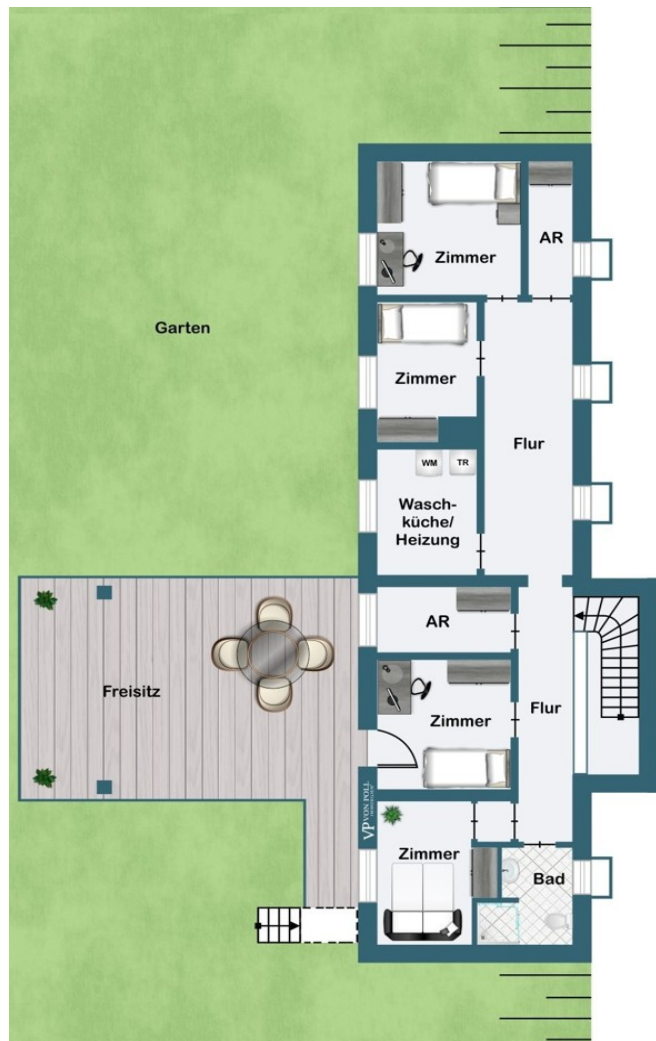 Zimmer
AR
Garten
Zimmer
Flur
WM
TR
Wasch-
küche/
Heizung
AR
Freisitz
Zimmer
Flur
VP VON POLL
IMMOBILIEN
Zimmer
Bad